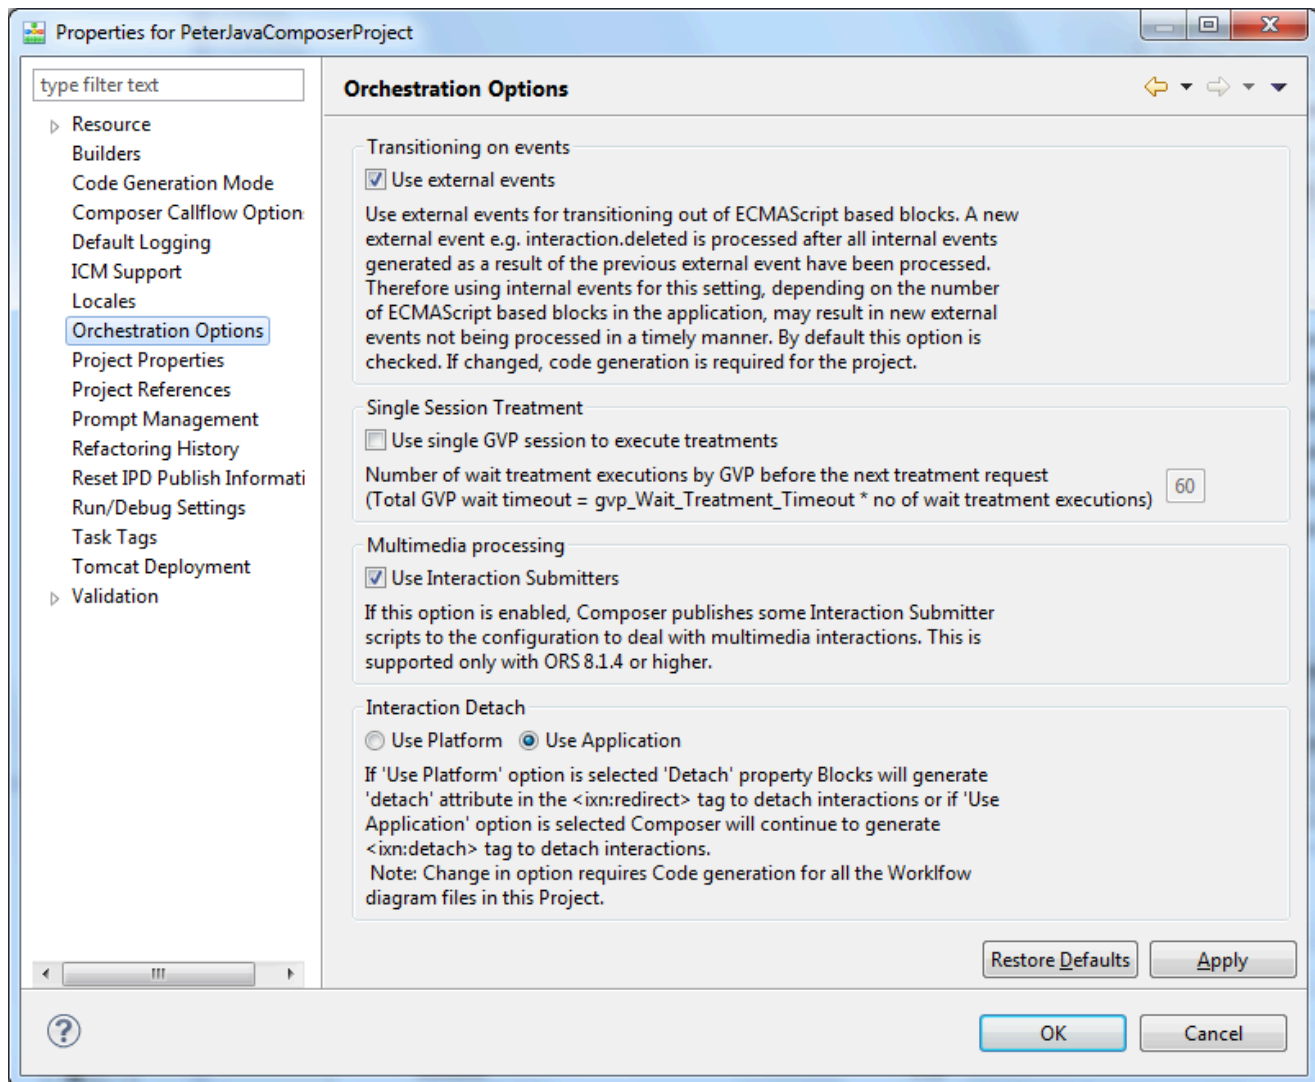 Properties for PeterJavaComposerProject
type filter text
Resource
Builders
Code Generation Mode
Composer Callflow Option
Default Logging
ICM Support
Locales
Orchestration Options
Project Properties
Project References
Prompt Management
Refactoring History
Reset IPD Publish Informati
Run/Debug Settings
Task Tags
Tomcat Deployment
Validation
Orchestration Options
Transitioning on events
Use external events
Use external events for transitioning out of ECMAScript based blocks. A new
external event e.g. interaction.deleted is processed after all internal events
generated as a result of the previous external event have been processed.
Therefore using internal events for this setting, depending on the number
of ECMAScript based blocks in the application, may result in new external
events not being processed in a timely manner. By default this option is
checked. If changed, code generation is required for the project.
Single Session Treatment
Use single GVP session to execute treatments
Number of wait treatment executions by GVP before the next treatment request
(Total GVP wait timeout = gvp_Wait_Treatment_Timeout * no of wait treatment executions)
60
Multimedia processing
Use Interaction Submitters
If this option is enabled, Composer publishes some Interaction Submitter
scripts to the configuration to deal with multimedia interactions. This is
supported only with ORS 8.1.4 or higher.
Interaction Detach
Use Platform
Use Application
If 'Use Platform' option is selected 'Detach' property Blocks will generate
'detach' attribute in the <ixn:redirect> tag to detach interactions or if 'Use
Application' option is selected Composer will continue to generate
<ixn:detach> tag to detach interactions.
Note: Change in option requires Code generation for all the Worklfow
diagram files in this Project.
Restore Defaults
Apply
OK
Cancel